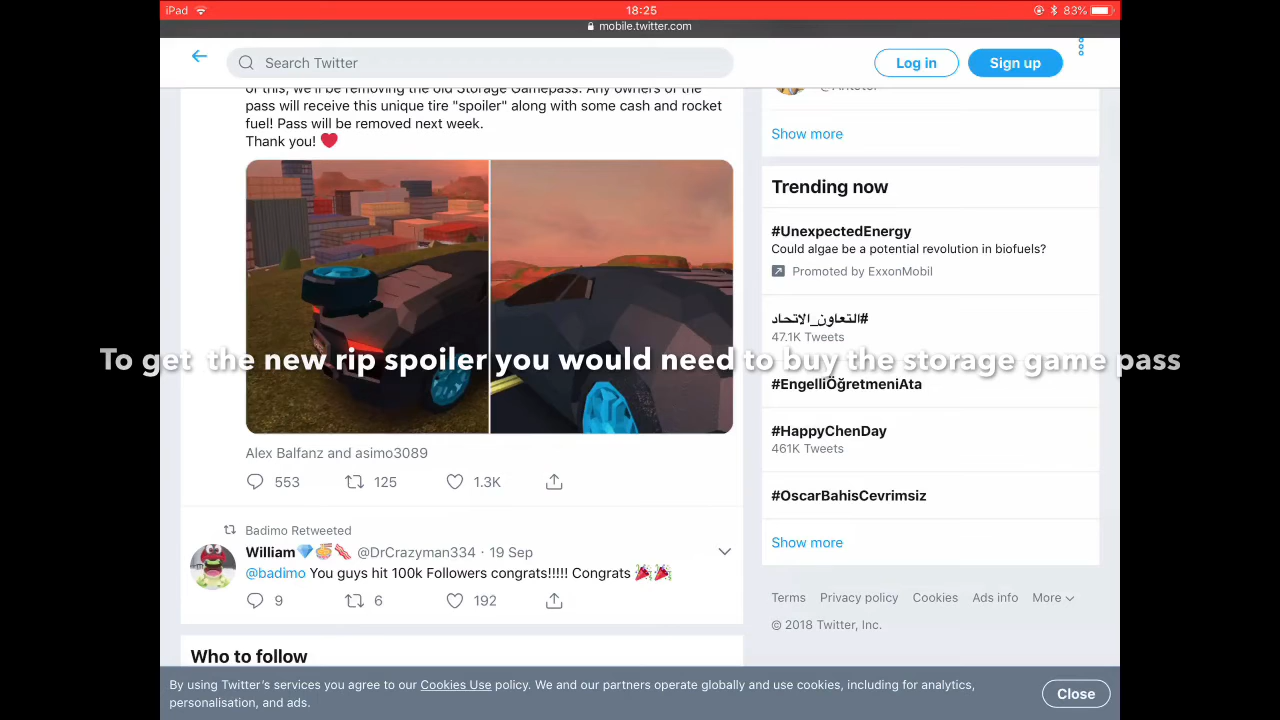 iPad 18:25 83%
mobile.twitter.com
Search Twitter Log in Sign up
of this, we'll be removing the old Storage Gamepass. Any owners of the
pass will receive this unique tire "spoiler" along with some cash and rocket
fuel! Pass will be removed next week.
Thank you! ❤️
Show more
Trending now
#UnexpectedEnergy
Could algae be a potential revolution in biofuels?
Promoted by ExxonMobil
#التعاون_الاتحاد
47.1K Tweets
To get the new rip spoiler you would need to buy the storage game pass
#EngelliÖğretmeniAta
#HappyChenDay
461K Tweets
#OscarBahisCevrimsiz
Show more
Alex Balfanz and asimo3089
553 125 1.3K
Badimo Retweeted
William💎 @DrCrazyman334 · 19 Sep
@badimo You guys hit 100k Followers congrats!!!!! Congrats 🎉🎉
9 6 192
Terms Privacy policy Cookies Ads info More
© 2018 Twitter, Inc.
Who to follow
By using Twitter's services you agree to our Cookies Use policy. We and our partners operate globally and use cookies, including for analytics,
personalisation, and ads.
Close